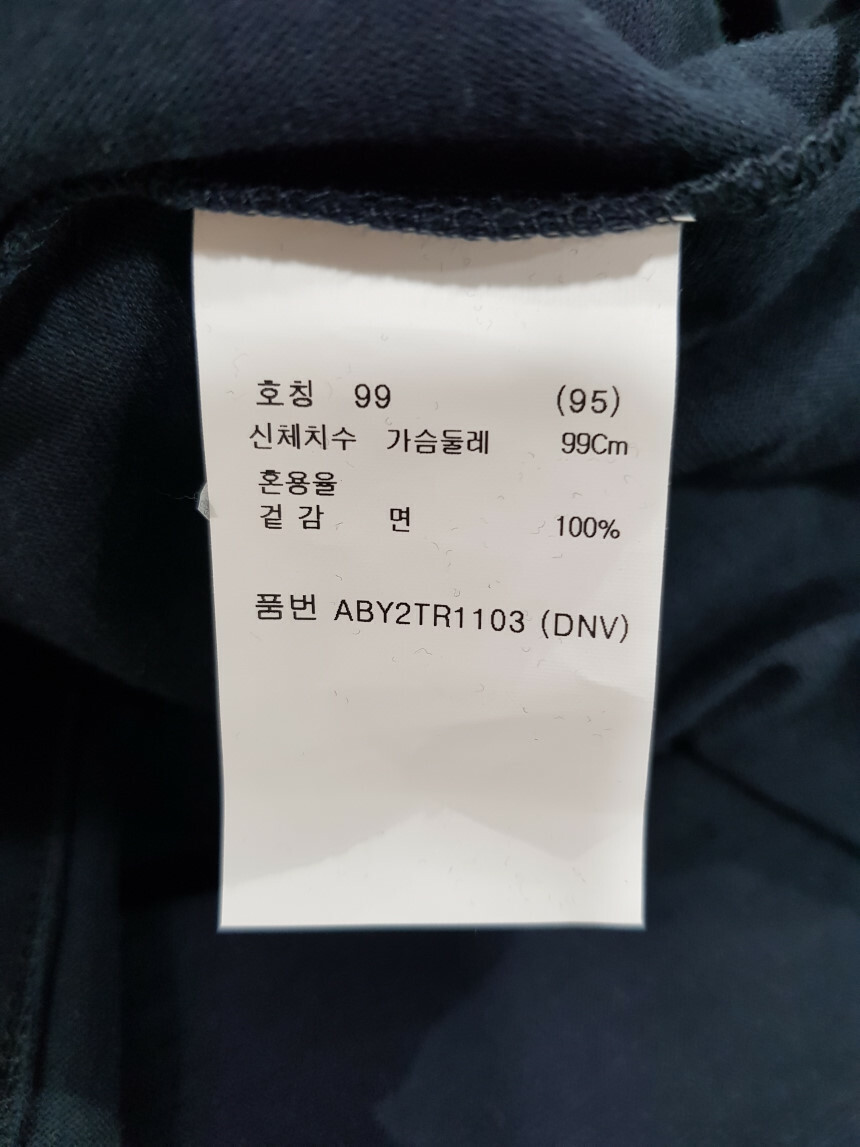 호칭 99 (95)
신체치수 가슴둘레 99Cm
혼용율
겉 감 면 100%
품번 ABY2TR1103 (DNV)